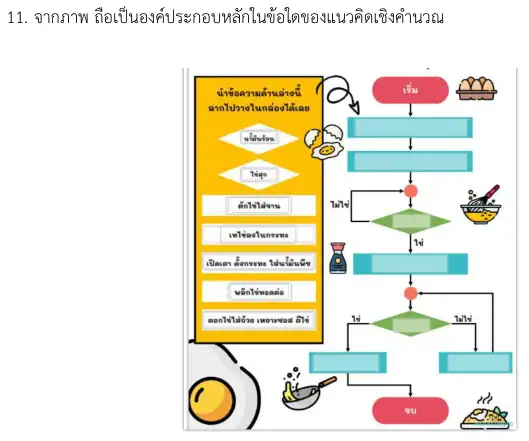 11. จากภาพ ถือเป็นองค์ประกอบหลักในข้อใดของแนวคิดเชิงคำนวณ
นำข้อความด้านล่างนี้
ลากไปวางในกล่องได้เลย
น้ำมันร้อน
ไข่สุก
ตักไข่ใส่จาน
เทไข่ลงในกระทะ
เปิดเตา ตั้งกระทะ ใส่น้ำมันพืช
พลิกไข่ทอดต่อ
ตอกไข่ใส่ถ้วย เหยาะซอส ตีไข่
เริ่ม
ไม่ใช่
ใช่
ใช่
ไม่ใช่
จบ